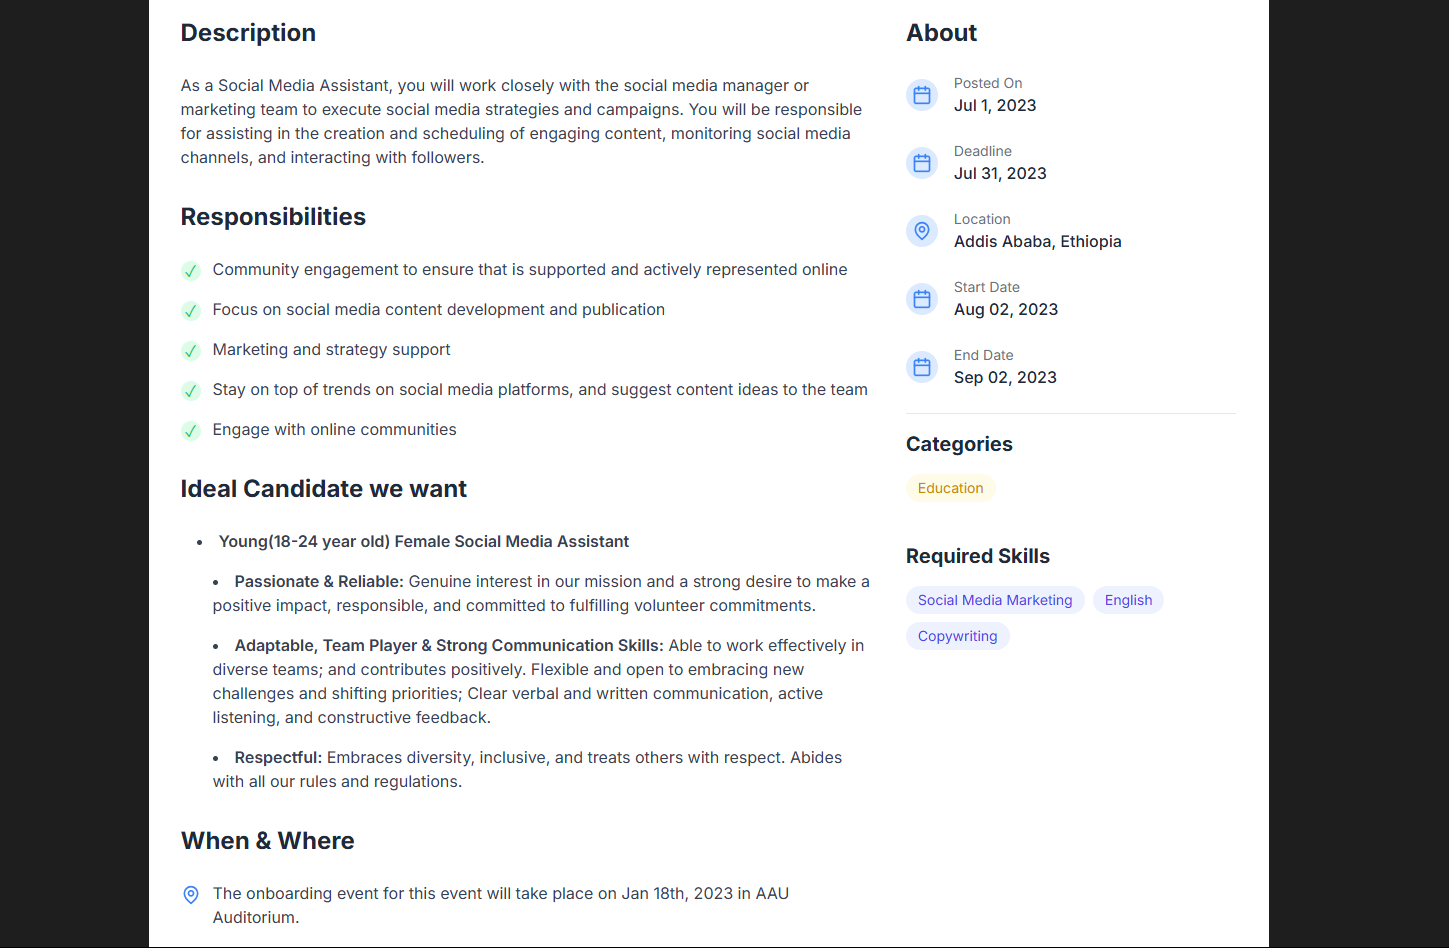 Description
As a Social Media Assistant, you will work closely with the social media manager or
marketing team to execute social media strategies and campaigns. You will be responsible
for assisting in the creation and scheduling of engaging content, monitoring social media
channels, and interacting with followers.
Responsibilities
Community engagement to ensure that is supported and actively represented online
Focus on social media content development and publication
Marketing and strategy support
Stay on top of trends on social media platforms, and suggest content ideas to the team
Engage with online communities
Ideal Candidate we want
• Young(18-24 year old) Female Social Media Assistant
• Passionate & Reliable: Genuine interest in our mission and a strong desire to make a
positive impact, responsible, and committed to fulfilling volunteer commitments.
• Adaptable, Team Player & Strong Communication Skills: Able to work effectively in
diverse teams; and contributes positively. Flexible and open to embracing new
challenges and shifting priorities; Clear verbal and written communication, active
listening, and constructive feedback.
• Respectful: Embraces diversity, inclusive, and treats others with respect. Abides
with all our rules and regulations.
When & Where
The onboarding event for this event will take place on Jan 18th, 2023 in AAU
Auditorium.
About
Posted On
Jul 1, 2023
Deadline
Jul 31, 2023
Location
Addis Ababa, Ethiopia
Start Date
Aug 02, 2023
End Date
Sep 02, 2023
Categories
Education
Required Skills
Social Media Marketing English
Copywriting